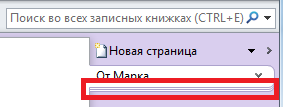 Поиск во всех записных книжках (CTRL+E)
Новая страница
От Марка